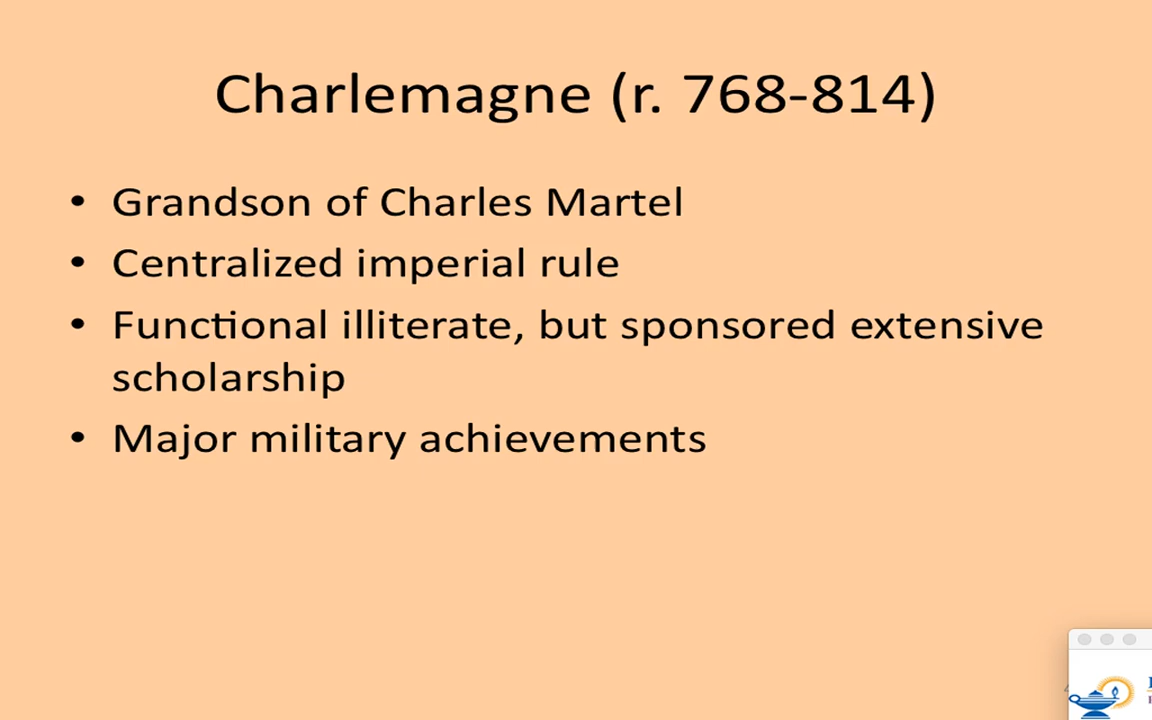 Charlemagne (r. 768-814)
• Grandson of Charles Martel
• Centralized imperial rule
• Functional illiterate, but sponsored extensive
scholarship
• Major military achievements